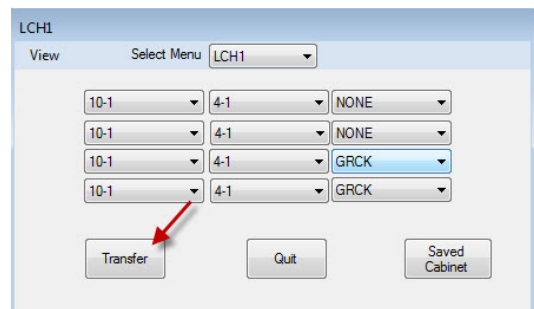 LCH1
View Select Menu LCH1
10-1 4-1 NONE
10-1 4-1 NONE
10-1 4-1 GRCK
10-1 4-1 GRCK
Transfer Quit Saved
Cabinet